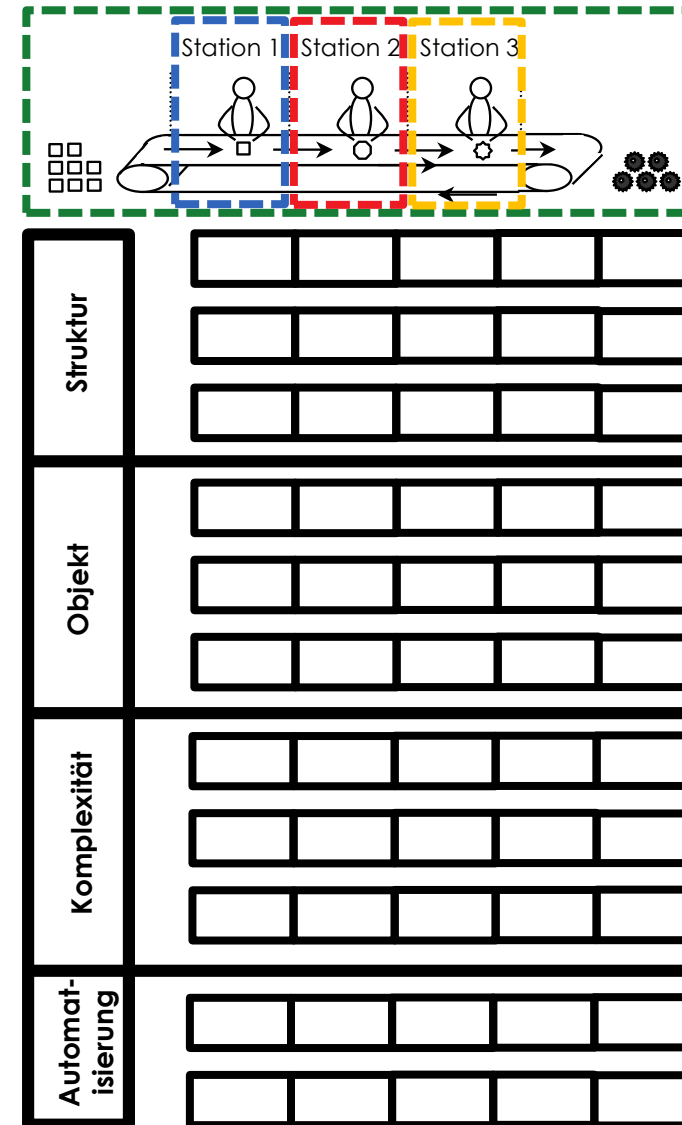 Station 1
Station 2
Station 3
Struktur
Objekt
Komplexität
Automat-
isierung